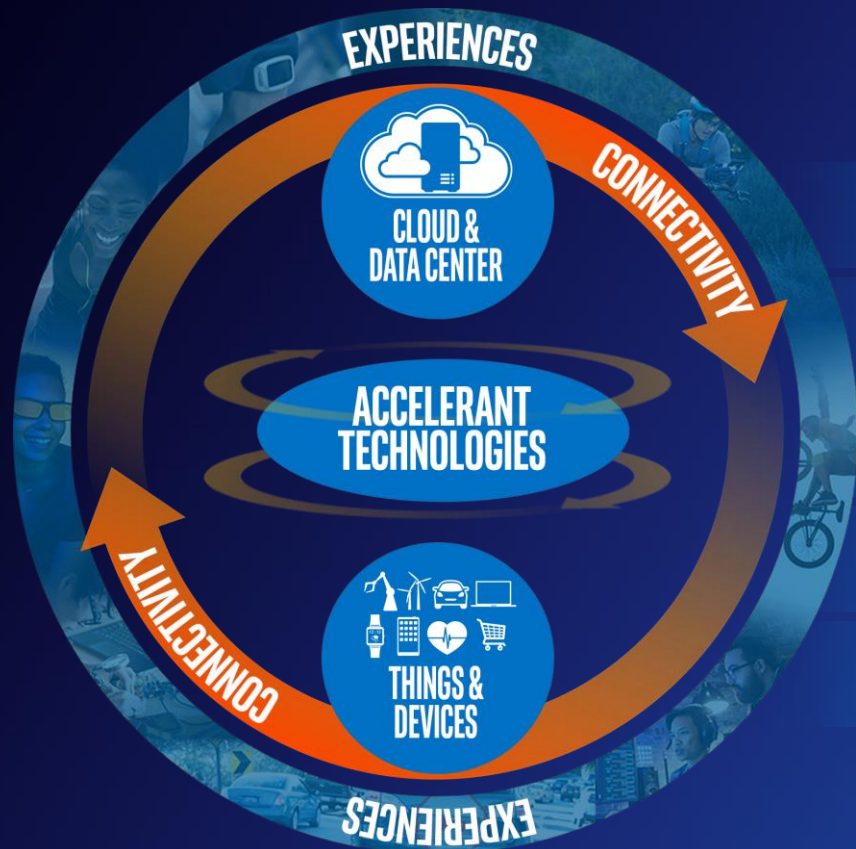 EXPERIENCES
CONNECTIVITY
CLOUD &
DATA CENTER
ACCELERANT
TECHNOLOGIES
CONNECTIVITY
THINGS &
DEVICES
EXPERIENCES